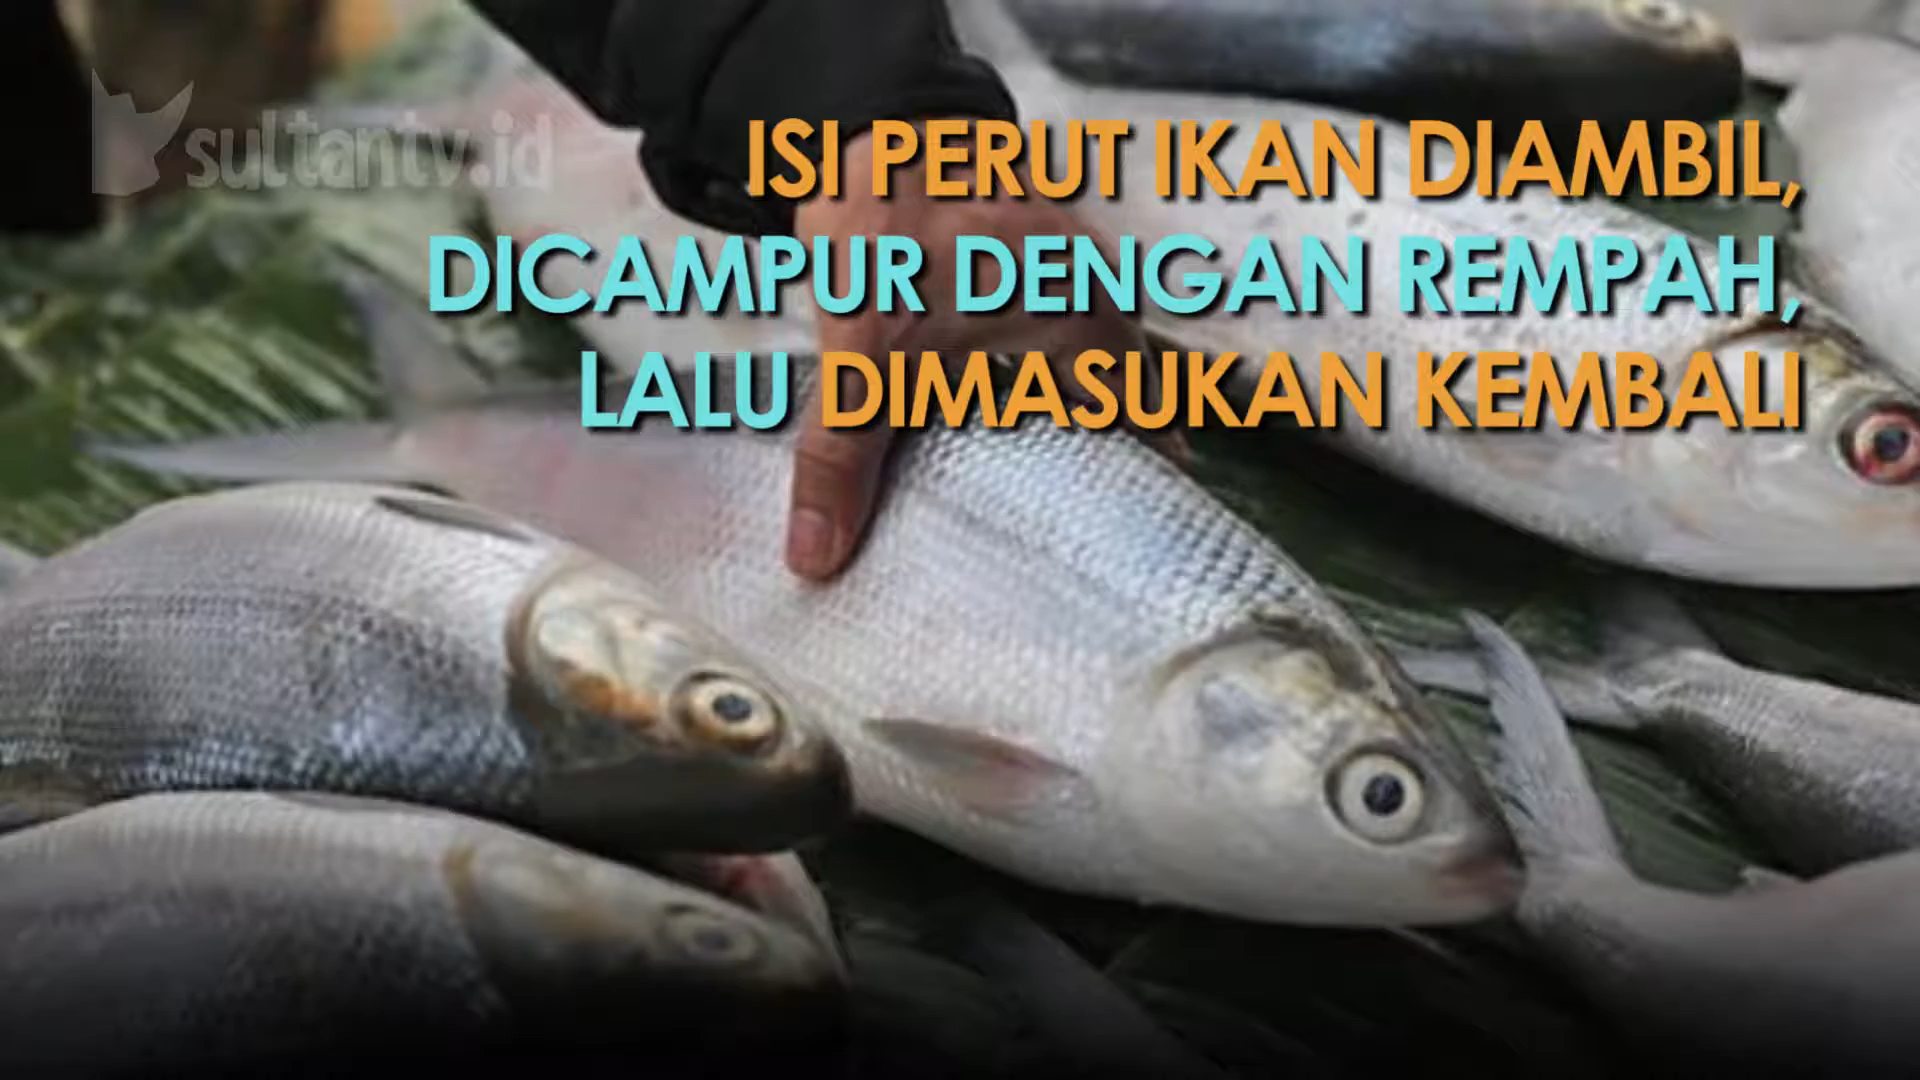 sultantv.id
ISI PERUT IKAN DIAMBIL,
DICAMPUR DENGAN REMPAH,
LALU DIMASUKAN KEMBALI